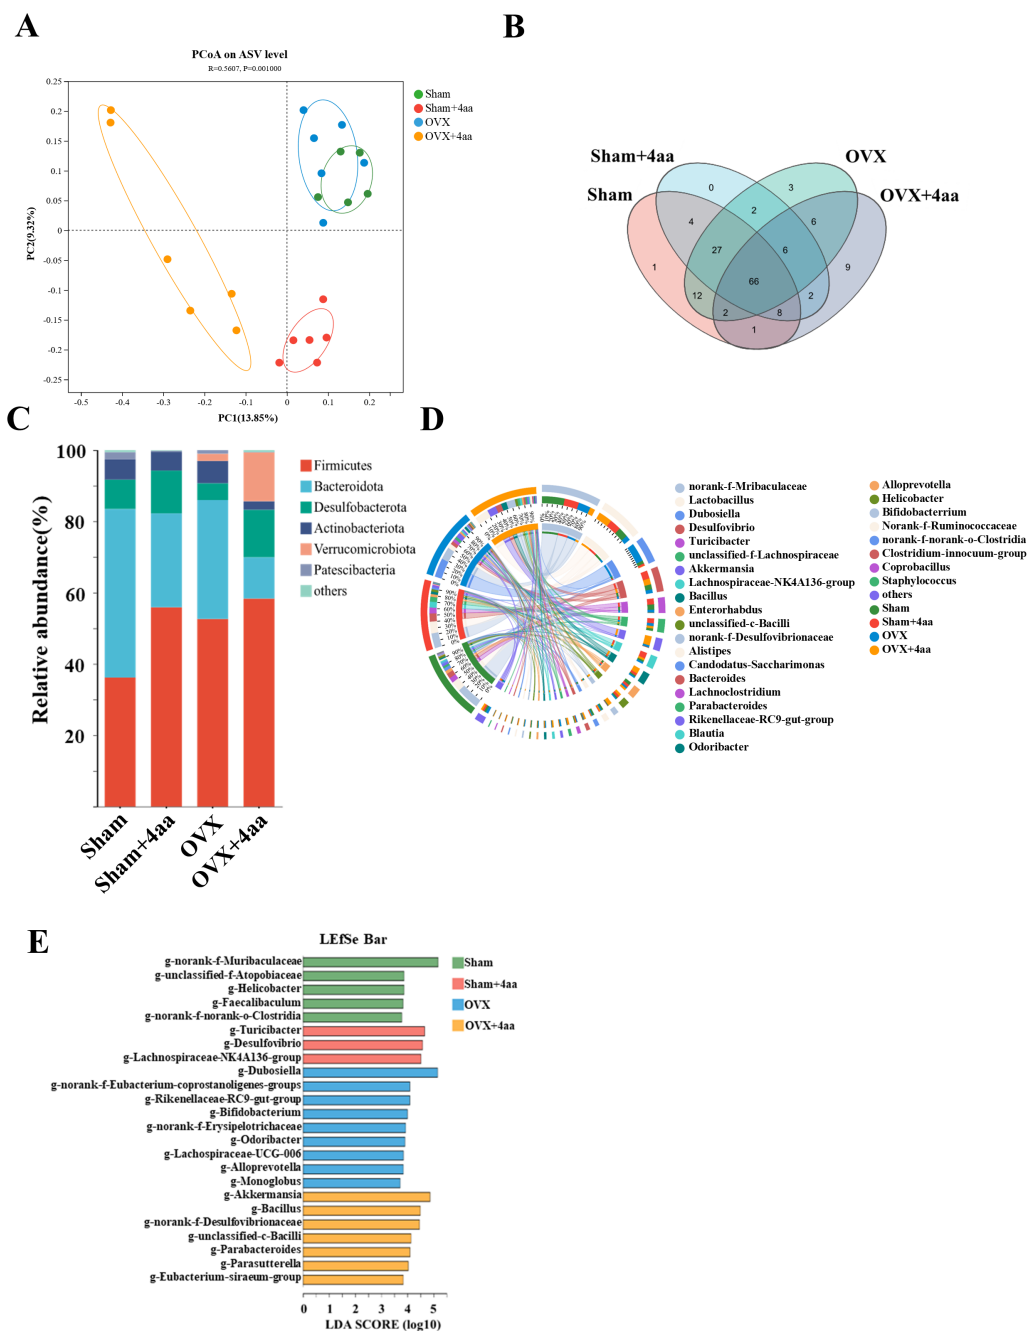 A
PCoA on ASV level
R=0.5607, P=0.001000
0.25
0.2
0.15
0.1
0.05
0
-0.05
-0.1
-0.15
-0.2
-0.25
PC2(9.32%)
-0.5
-0.4
-0.3
-0.2
-0.1
0
0.1
0.2
PC1(13.85%)
Sham
Sham+4aa
OVX
OVX+4aa
B
Sham+4aa
OVX
Sham
OVX+4aa
0
3
4
2
6
27
6
1
9
66
12
2
2
8
1
C
100
80
60
40
20
Relative abundance(%)
Sham
Sham+4aa
OVX
OVX+4aa
Firmicutes
Bacteroidota
Desulfobacterota
Actinobacteriota
Verrucomicrobiota
Patescibacteria
others
D
norank-f-Mribaculaceae
Lactobacillus
Dubosiella
Desulfovibrio
Turicibacter
unclassified-f-Lachnospiraceae
Akkermansia
Lachnospiraceae-NK4A136-group
Bacillus
Enterorhabdus
unclassified-c-Bacilli
norank-f-Desulfovibrionaceae
Alistipes
Candodatus-Saccharimonas
Bacteroides
Lachnoclostridium
Parabacteroides
Rikenellaceae-RC9-gut-group
Blautia
Odoribacter
Alloprevotella
Helicobacter
Bifidobacterrium
Norank-f-Ruminococcaceae
norank-f-norank-o-Clostridia
Clostridium-innocuum-group
Coprobacillus
Staphylococcus
others
Sham
Sham+4aa
OVX
OVX+4aa
E
LEfSe Bar
g-norank-f-Muribaculaceae
g-unclassified-f-Atopobiaceae
g-Helicobacter
g-Faecalibaculum
g-norank-f-norank-o-Clostridia
g-Turicibacter
g-Desulfovibrio
g-Lachnospiraceae-NK4A136-group
g-Dubosiella
g-norank-f-Eubacterium-coprostanoligenes-groups
g-Rikenellaceae-RC9-gut-group
g-Bifidobacterium
g-norank-f-Erysipelotrichaceae
g-Odoribacter
g-Lachospiraceae-UCG-006
g-Alloprevotella
g-Monoglobus
g-Akkermansia
g-Bacillus
g-norank-f-Desulfovibrionaceae
g-unclassified-c-Bacilli
g-Parabacteroides
g-Parasutterella
g-Eubacterium-siraeum-group
Sham
Sham+4aa
OVX
OVX+4aa
0 1 2 3 4 5
LDA SCORE (log10)